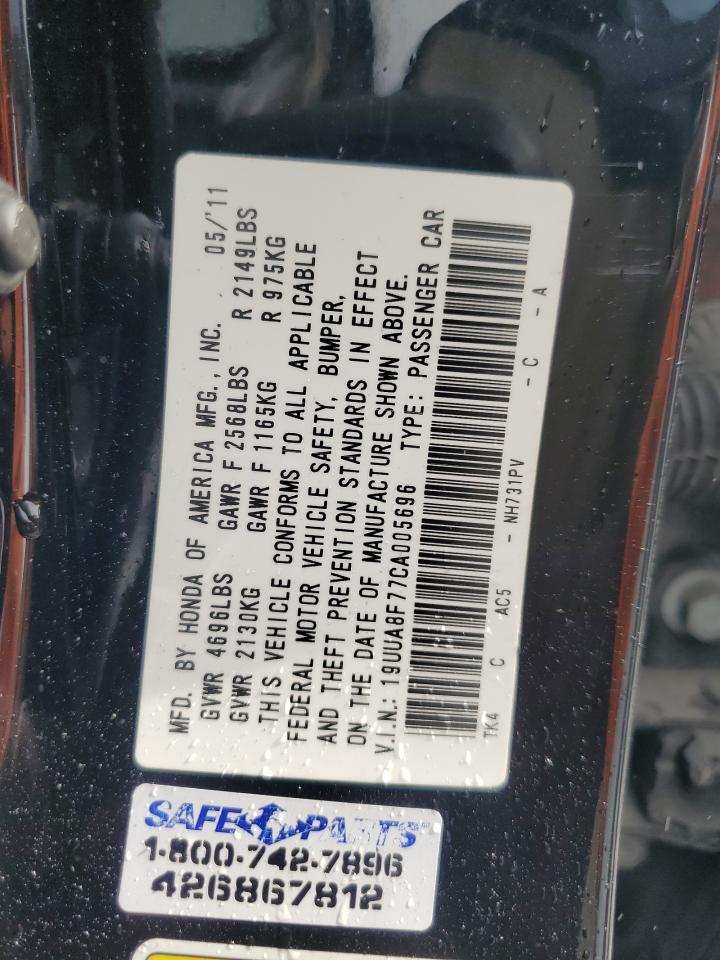 MFD. BY HONDA OF AMERICA MFG., INC. 05/'11
GVWR 4696LBS GAWR F 2568LBS R 2149LBS
GVWR 2130KG GAWR F 1165KG R 975KG
THIS VEHICLE CONFORMS TO ALL APPLICABLE
FEDERAL MOTOR VEHICLE SAFETY, BUMPER,
AND THEFT PREVENTION STANDARDS IN EFFECT
ON THE DATE OF MANUFACTURE SHOWN ABOVE.
V.I.N.: 19UUA8F77CA005696 TYPE: PASSENGER CAR
TK4 C AC5 - NH731PV - C - A
SAFE PARTS
1-800-742-7896
426867812